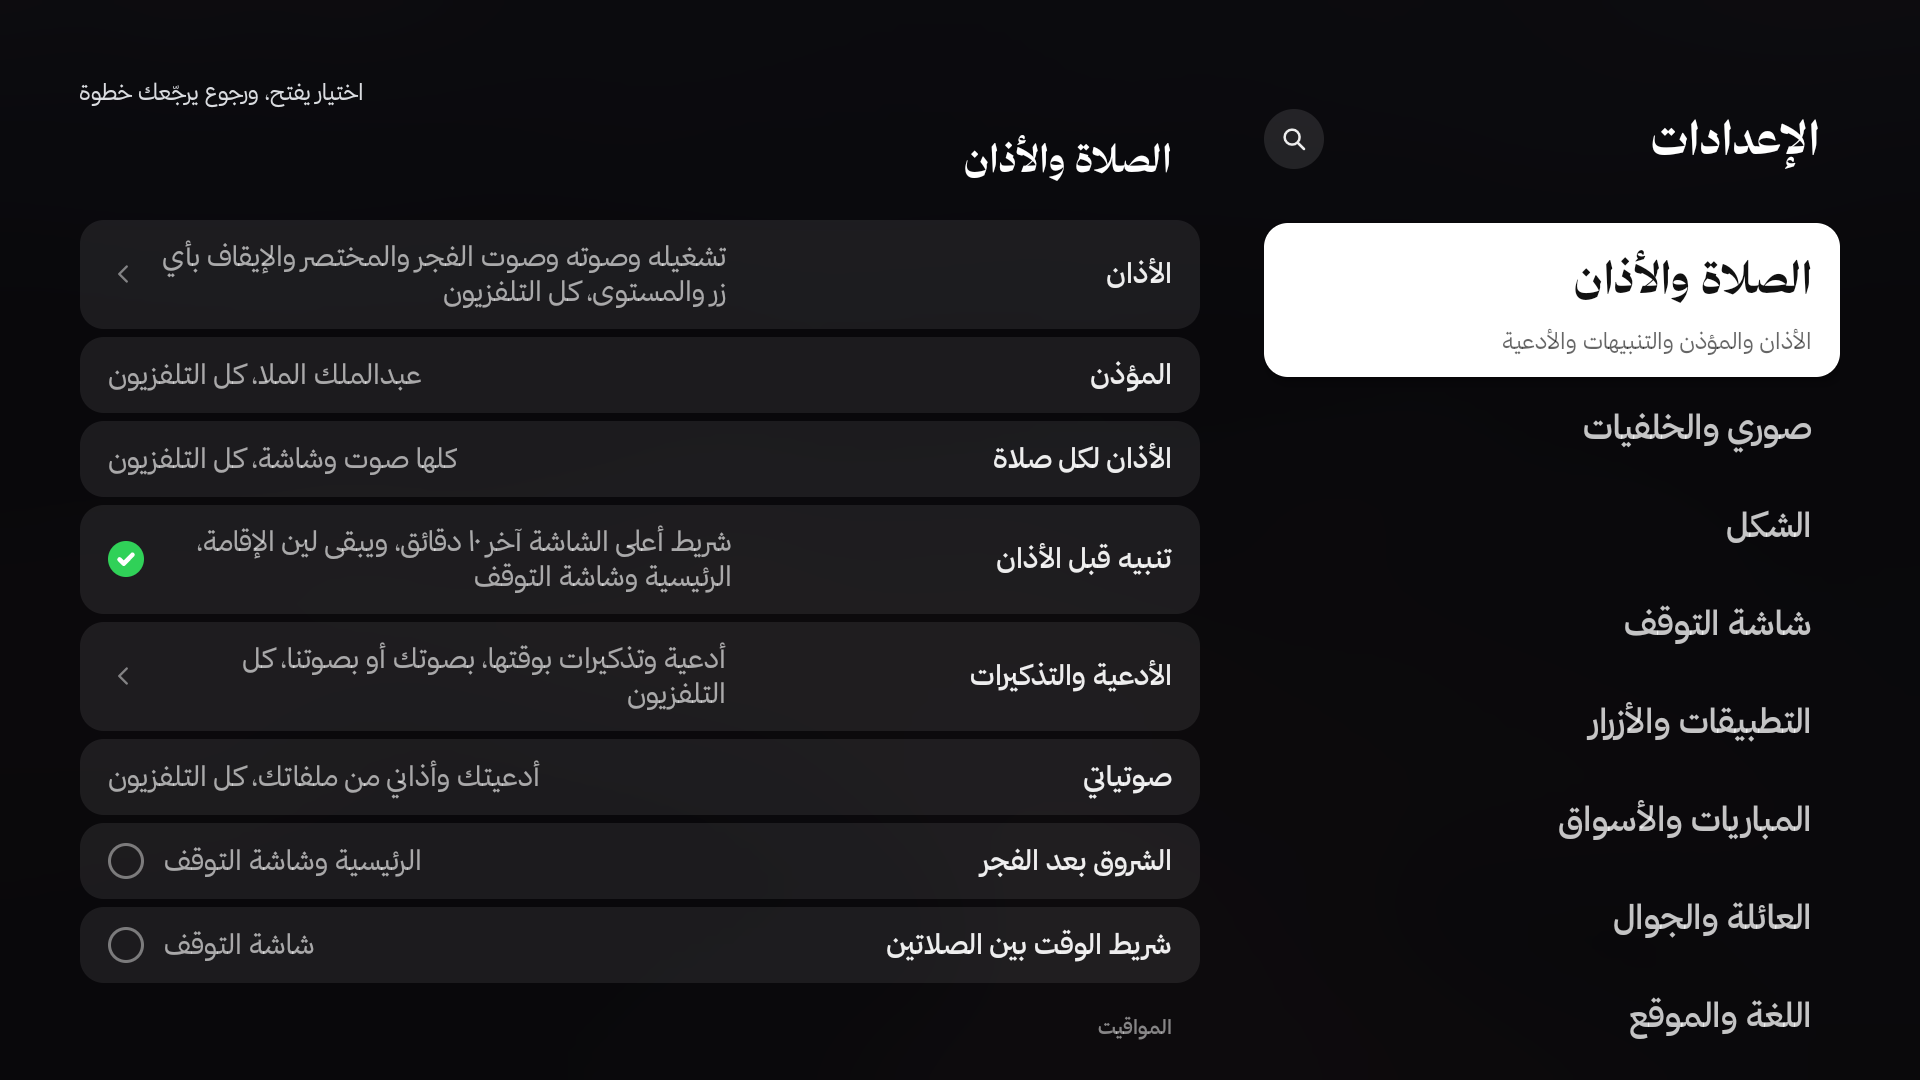 اختيار يفتح، ورجوع يرجّعك خطوة
الإعدادات
الصلاة والأذان
الأذان والمؤذن والتنبيهات والأدعية
صوري والخلفيات
الشكل
شاشة التوقف
التطبيقات والأزرار
المباريات والأسواق
العائلة والجوال
اللغة والموقع
الصلاة والأذان
الأذان
تشغيله وصوته وصوت الفجر والمختصر والإيقاف بأي
زر والمستوى، كل التلفزيون
المؤذن
عبدالملك الملا، كل التلفزيون
الأذان لكل صلاة
كلها صوت وشاشة، كل التلفزيون
تنبيه قبل الأذان
شريط أعلى الشاشة آخر ١٠ دقائق، ويبقى لين الإقامة،
الرئيسية وشاشة التوقف
الأدعية والتذكيرات
أدعية وتذكيرات بوقتها، بصوتك أو بصوتنا، كل
التلفزيون
صوتياتي
أدعيتك وأذاني من ملفاتك، كل التلفزيون
الشروق بعد الفجر
الرئيسية وشاشة التوقف
شريط الوقت بين الصلاتين
شاشة التوقف
المواقيت